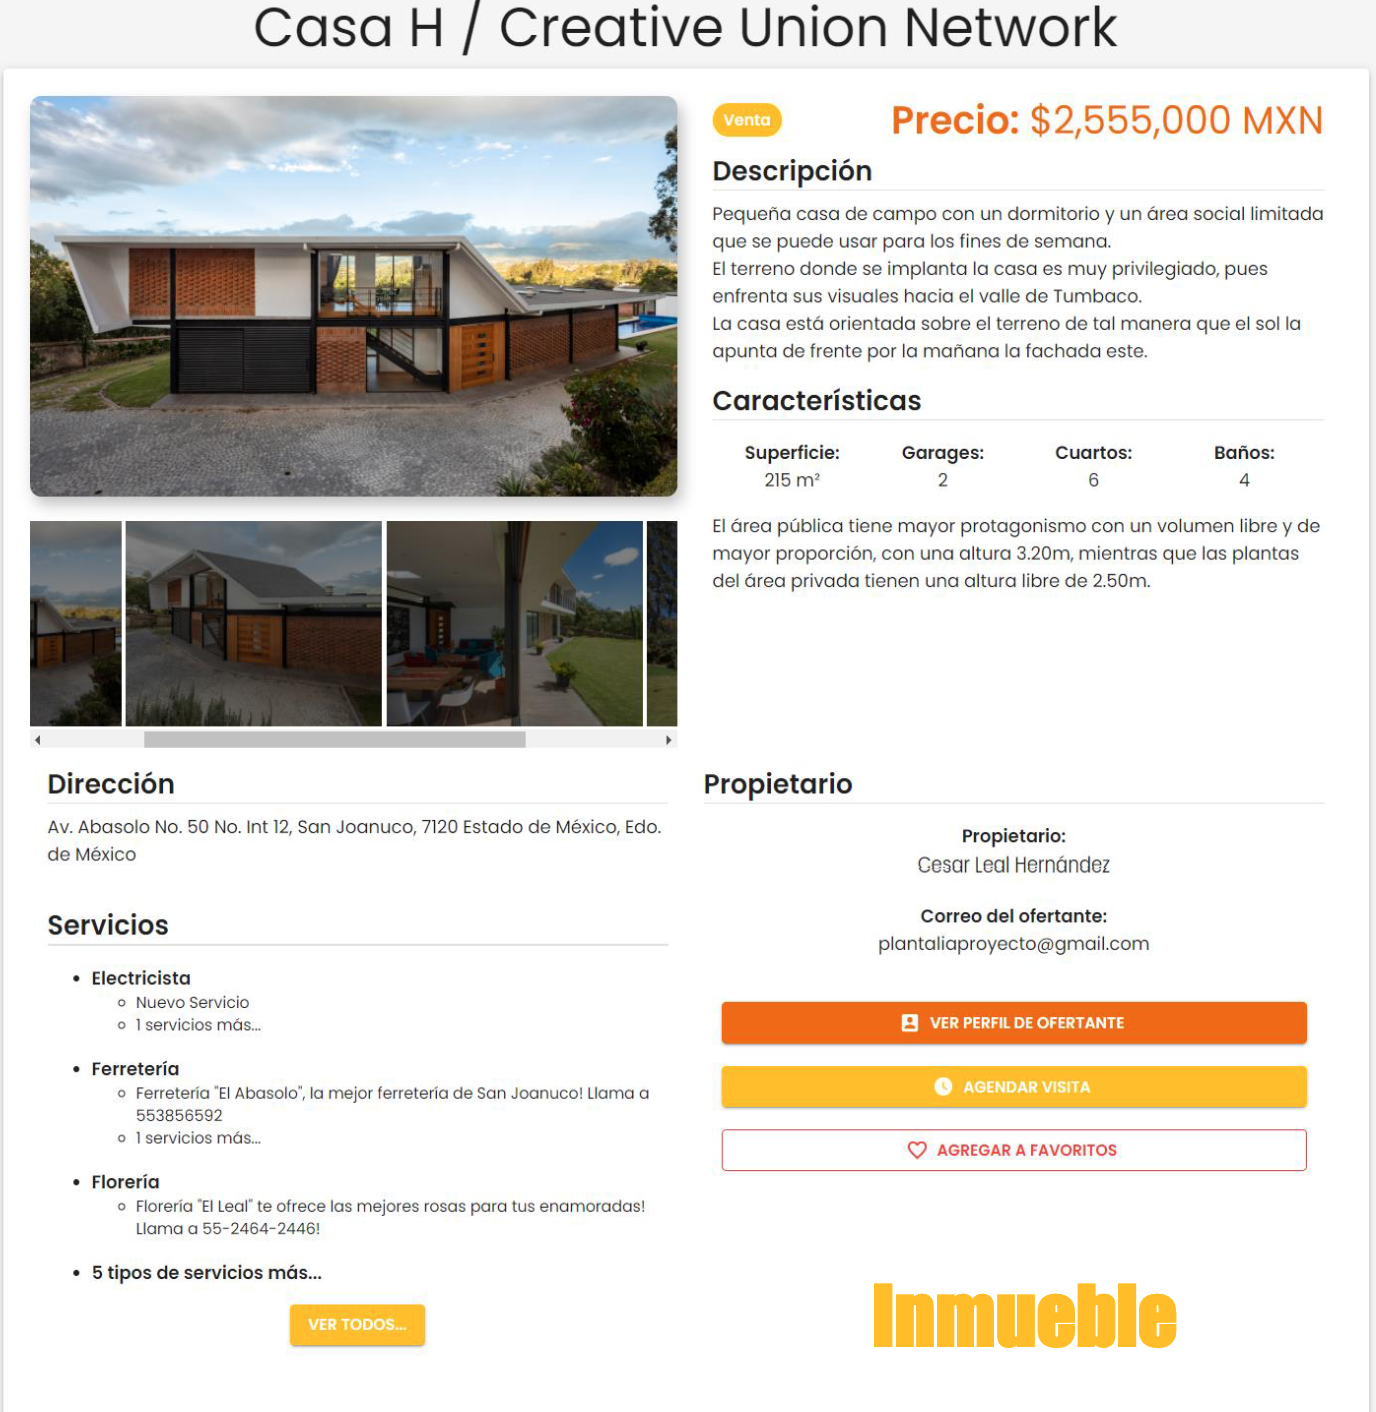 Casa H / Creative Union Network
Venta
Precio: $2,555,000 MXN
Descripción
Pequeña casa de campo con un dormitorio y un área social limitada
que se puede usar para los fines de semana.
El terreno donde se implanta la casa es muy privilegiado, pues
enfrenta sus visuales hacia el valle de Tumbaco.
La casa está orientada sobre el terreno de tal manera que el sol la
apunta de frente por la mañana la fachada este.
Características
Superficie: Garages: Cuartos: Baños:
215 m² 2 6 4
El área pública tiene mayor protagonismo con un volumen libre y de
mayor proporción, con una altura 3.20m, mientras que las plantas
del área privada tienen una altura libre de 2.50m.
Dirección
Av. Abasolo No. 50 No. Int 12, San Joanuco, 7120 Estado de México, Edo.
de México
Servicios
Electricista
Nuevo Servicio
1 servicios más...
Ferretería
Ferretería "El Abasolo", la mejor ferretería de San Joanuco! Llama a
553856592
1 servicios más...
Florería
Florería "El Leal" te ofrece las mejores rosas para tus enamoradas!
Llama a 55-2464-2446!
5 tipos de servicios más...
VER TODOS...
Propietario
Propietario:
Cesar Leal Hernández
Correo del ofertante:
plantaliaproyecto@gmail.com
VER PERFIL DE OFERTANTE
AGENDAR VISITA
AGREGAR A FAVORITOS
Inmueble